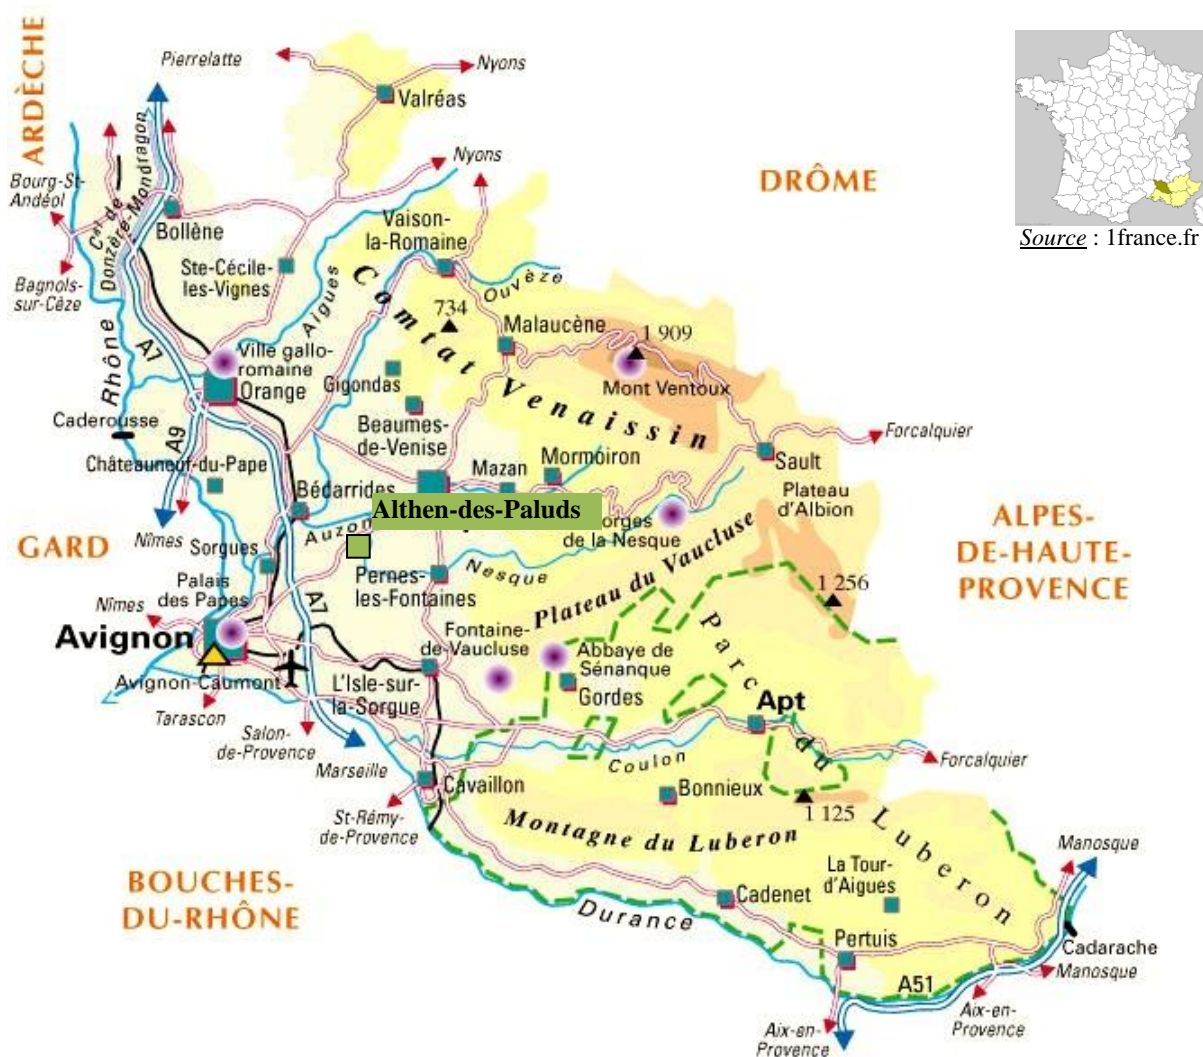 ARDÈCHE
Pierrelatte
Nyons
Valréas
Nyons
DRÔME
Source : 1france.fr
Bourg-St-
Andéol
Cal de
Donzère-Mondragon
Bollène
Vaison-
la-Romaine
Ste-Cécile-
les-Vignes
Aigues
Ouvèze
Bagnols-
sur-Cèze
Rhône
A7
734
Malaucène
1 909
Mont Ventoux
Comtat Venaissin
Ville gallo-
romaine
Orange
Gigondas
Caderousse
A9
Beaumes-
de-Venise
Forcalquier
Châteauneuf-du-Pape
Mazan
Mormoiron
Sault
Plateau
d'Albion
Bédarrides
Althen-des-Paluds
Auzon
orges
de la Nesque
ALPES-
DE-HAUTE-
PROVENCE
GARD
Nîmes
Sorgues
Nesque
Plateau du Vaucluse
Palais
des Papes
Pernes-
les-Fontaines
1 256
Nîmes
A7
Avignon
Fontaine-
de-Vaucluse
Abbaye de
Sénanque
Gordes
Avignon-Caumont
L'Isle-sur-
la-Sorgue
Parc du Luberon
Apt
Tarascon
Salon-
de-Provence
Marseille
Coulon
Forcalquier
Cavaillon
Bonnieux
1 125
St-Rémy-
de-Provence
Montagne du Luberon
Manosque
BOUCHES-
DU-RHÔNE
La Tour-
d'Aigues
Cadenet
Durance
Pertuis
Cadarache
Manosque
A51
Aix-en-
Provence
Aix-en-
Provence